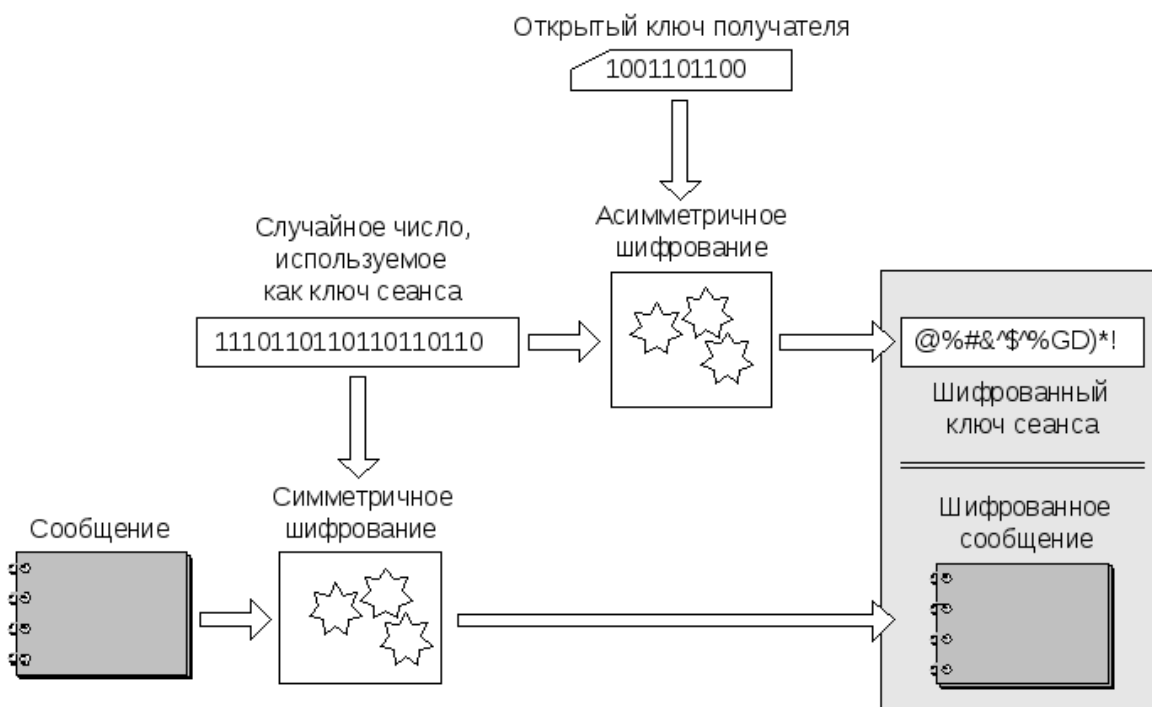 Открытый ключ получателя
1001101100
Случайное число,
используемое
как ключ сеанса
1110110110110110110
Асимметричное
шифрование
@%#&^$^%GD)*!
Шифрованный
ключ сеанса
Сообщение
Симметричное
шифрование
Шифрованное
сообщение